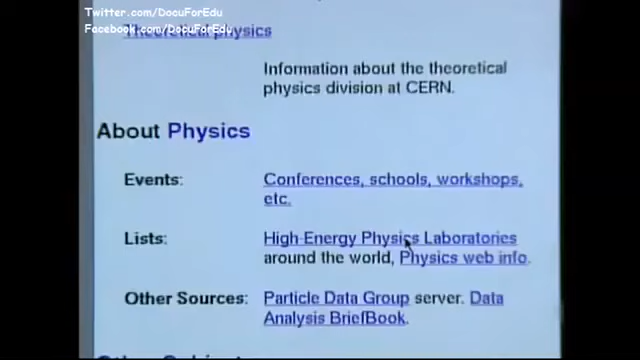 Twitter.com/DocuForEdu
Facebook.com/DocuForEdu
Theoretical physics
Information about the theoretical
physics division at CERN.
About Physics
Events: Conferences, schools, workshops,
etc.
Lists: High-Energy Physics Laboratories
around the world, Physics web info.
Other Sources: Particle Data Group server. Data
Analysis BriefBook.